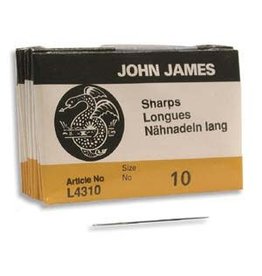 JOHN JAMES
Sharps
Longues
Nähnadeln lang
Article No
L4310
Size
No
10